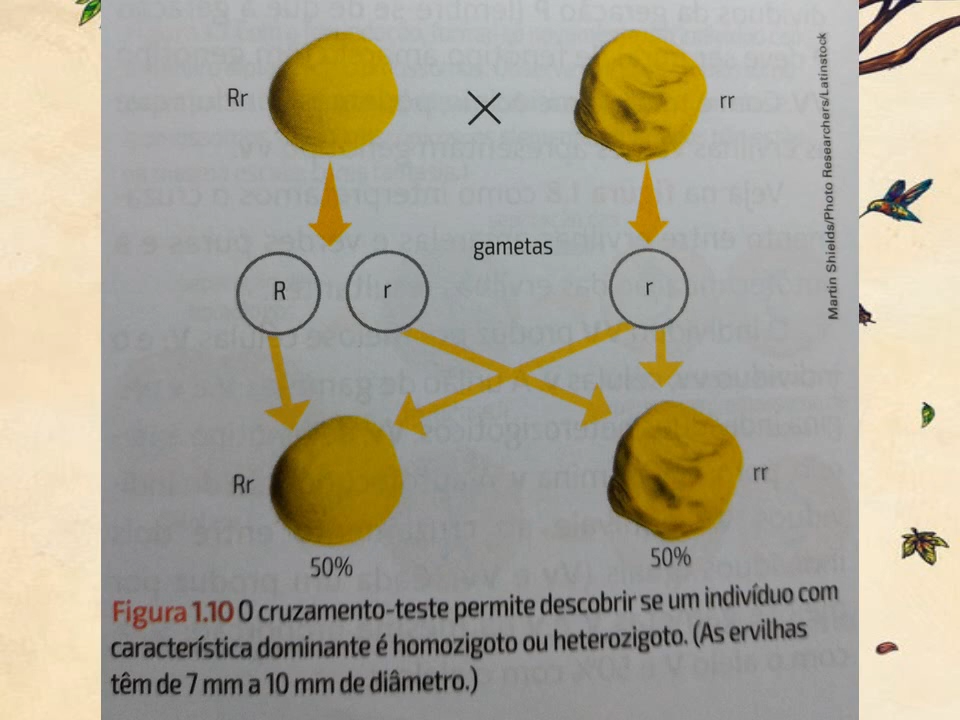 Rr
rr
gametas
R
r
r
Rr
rr
50%
50%
Figura 1.10 O cruzamento-teste permite descobrir se um indivíduo com
característica dominante é homozigoto ou heterozigoto. (As ervilhas
têm de 7 mm a 10 mm de diâmetro.)
Martin Shields/Photo Researchers/Latinstock